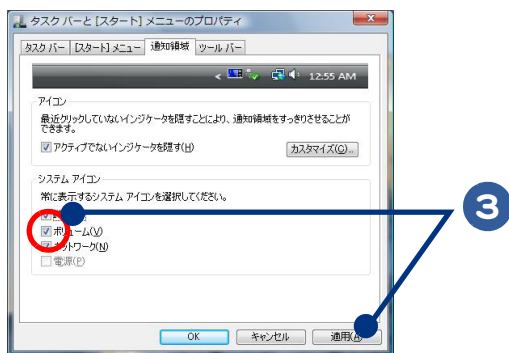 タスク バーと [スタート] メニューのプロパティ
タスク バー [スタート] メニュー 通知領域 ツール バー
< 12:55 AM
アイコン
最近クリックしていないインジケータを隠すことにより、通知領域をすっきりさせることが
できます。
アクティブでないインジケータを隠す(H)
カスタマイズ(C)...
システム アイコン
常に表示するシステム アイコンを選択してください。
ボリューム(V)
ネットワーク(N)
電源(P)
3
OK キャンセル 適用(A)